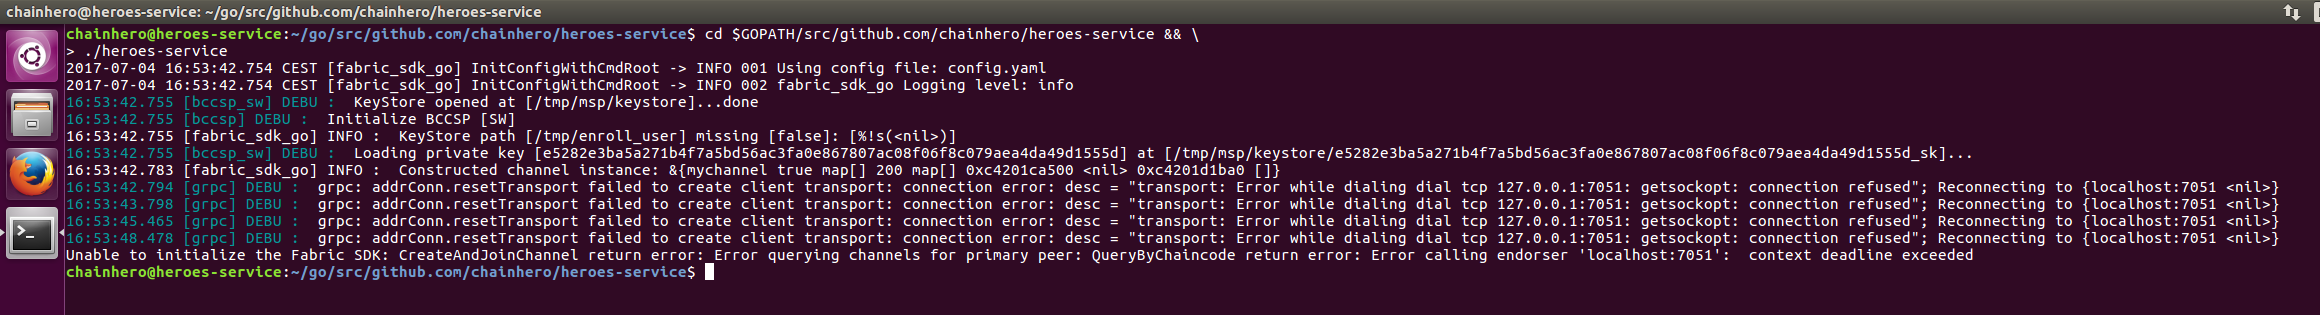 chainhero@heroes-service: ~/go/src/github.com/chainhero/heroes-service
chainhero@heroes-service:~/go/src/github.com/chainhero/heroes-service$ cd $GOPATH/src/github.com/chainhero/heroes-service && \
> ./heroes-service
2017-07-04 16:53:42.754 CEST [fabric_sdk_go] InitConfigWithCmdRoot -> INFO 001 Using config file: config.yaml
2017-07-04 16:53:42.754 CEST [fabric_sdk_go] InitConfigWithCmdRoot -> INFO 002 fabric_sdk_go Logging level: info
16:53:42.755 [bccsp_sw] DEBU :  KeyStore opened at [/tmp/msp/keystore]...done
16:53:42.755 [bccsp] DEBU :  Initialize BCCSP [SW]
16:53:42.755 [fabric_sdk_go] INFO :  KeyStore path [/tmp/enroll_user] missing [false]: [%!s(<nil>)]
16:53:42.755 [bccsp_sw] DEBU :  Loading private key [e5282e3ba5a271b4f7a5bd56ac3fa0e867807ac08f06f8c079aea4da49d1555d] at [/tmp/msp/keystore/e5282e3ba5a271b4f7a5bd56ac3fa0e867807ac08f06f8c079aea4da49d1555d_sk]...
16:53:42.783 [fabric_sdk_go] INFO :  Constructed channel instance: &{mychannel true map[] 200 map[] 0xc4201ca500 <nil> 0xc4201d1ba0 []}
16:53:42.794 [grpc] DEBU :  grpc: addrConn.resetTransport failed to create client transport: connection error: desc = "transport: Error while dialing dial tcp 127.0.0.1:7051: getsockopt: connection refused"; Reconnecting to {localhost:7051 <nil>}
16:53:43.798 [grpc] DEBU :  grpc: addrConn.resetTransport failed to create client transport: connection error: desc = "transport: Error while dialing dial tcp 127.0.0.1:7051: getsockopt: connection refused"; Reconnecting to {localhost:7051 <nil>}
16:53:45.465 [grpc] DEBU :  grpc: addrConn.resetTransport failed to create client transport: connection error: desc = "transport: Error while dialing dial tcp 127.0.0.1:7051: getsockopt: connection refused"; Reconnecting to {localhost:7051 <nil>}
16:53:48.478 [grpc] DEBU :  grpc: addrConn.resetTransport failed to create client transport: connection error: desc = "transport: Error while dialing dial tcp 127.0.0.1:7051: getsockopt: connection refused"; Reconnecting to {localhost:7051 <nil>}
Unable to initialize the Fabric SDK: CreateAndJoinChannel return error: Error querying channels for primary peer: QueryByChaincode return error: Error calling endorser 'localhost:7051':  context deadline exceeded
chainhero@heroes-service:~/go/src/github.com/chainhero/heroes-service$